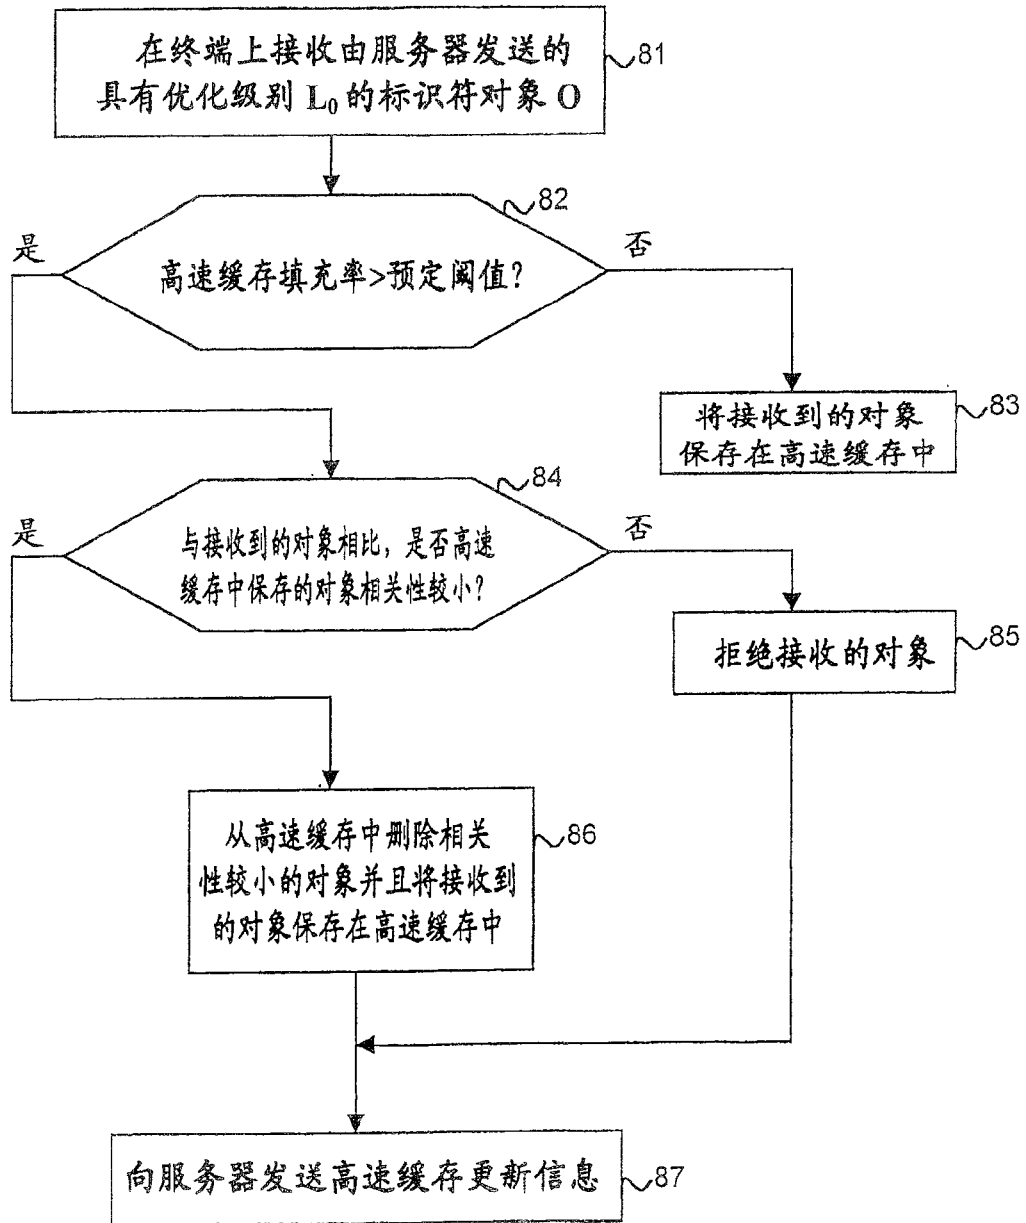 在终端上接收由服务器发送的
具有优化级别 L₀ 的标识符对象 O
81
82
是
否
高速缓存填充率>预定阈值?
将接收到的对象
保存在高速缓存中
83
84
是
否
与接收到的对象相比，是否高速
缓存中保存的对象相关性较小?
拒绝接收的对象
85
从高速缓存中删除相关
性较小的对象并且将接收到
的对象保存在高速缓存中
86
向服务器发送高速缓存更新信息
87